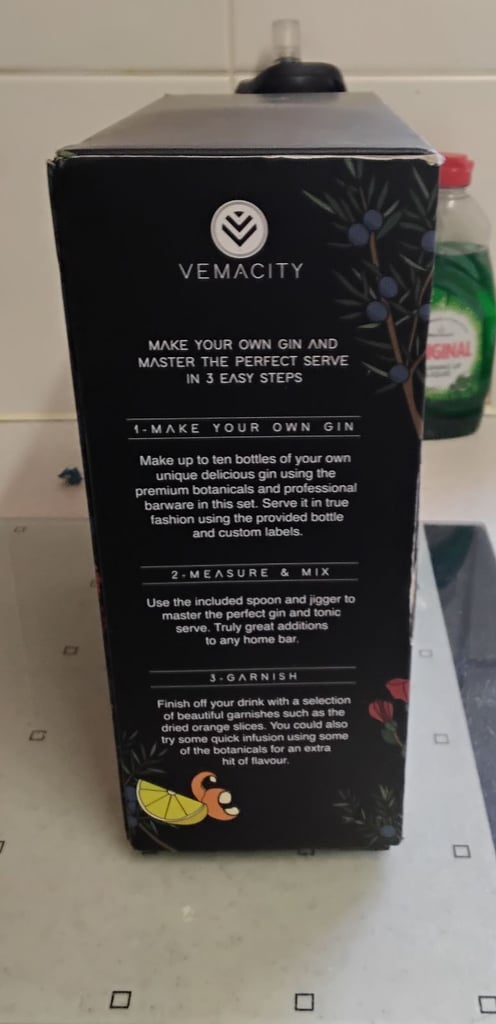 VEMACITY
MAKE YOUR OWN GIN AND
MASTER THE PERFECT SERVE
IN 3 EASY STEPS
1-MAKE YOUR OWN GIN
Make up to ten bottles of your own
unique delicious gin using the
premium botanicals and professional
barware in this set. Serve it in true
fashion using the provided bottle
and custom labels.
2-MEASURE & MIX
Use the included spoon and jigger to
master the perfect gin and tonic
serve. Truly great additions
to any home bar.
3-GARNISH
Finish off your drink with a selection
of beautiful garnishes such as the
dried orange slices. You could also
try some quick infusion using some
of the botanicals for an extra
hit of flavour.
IGINAL